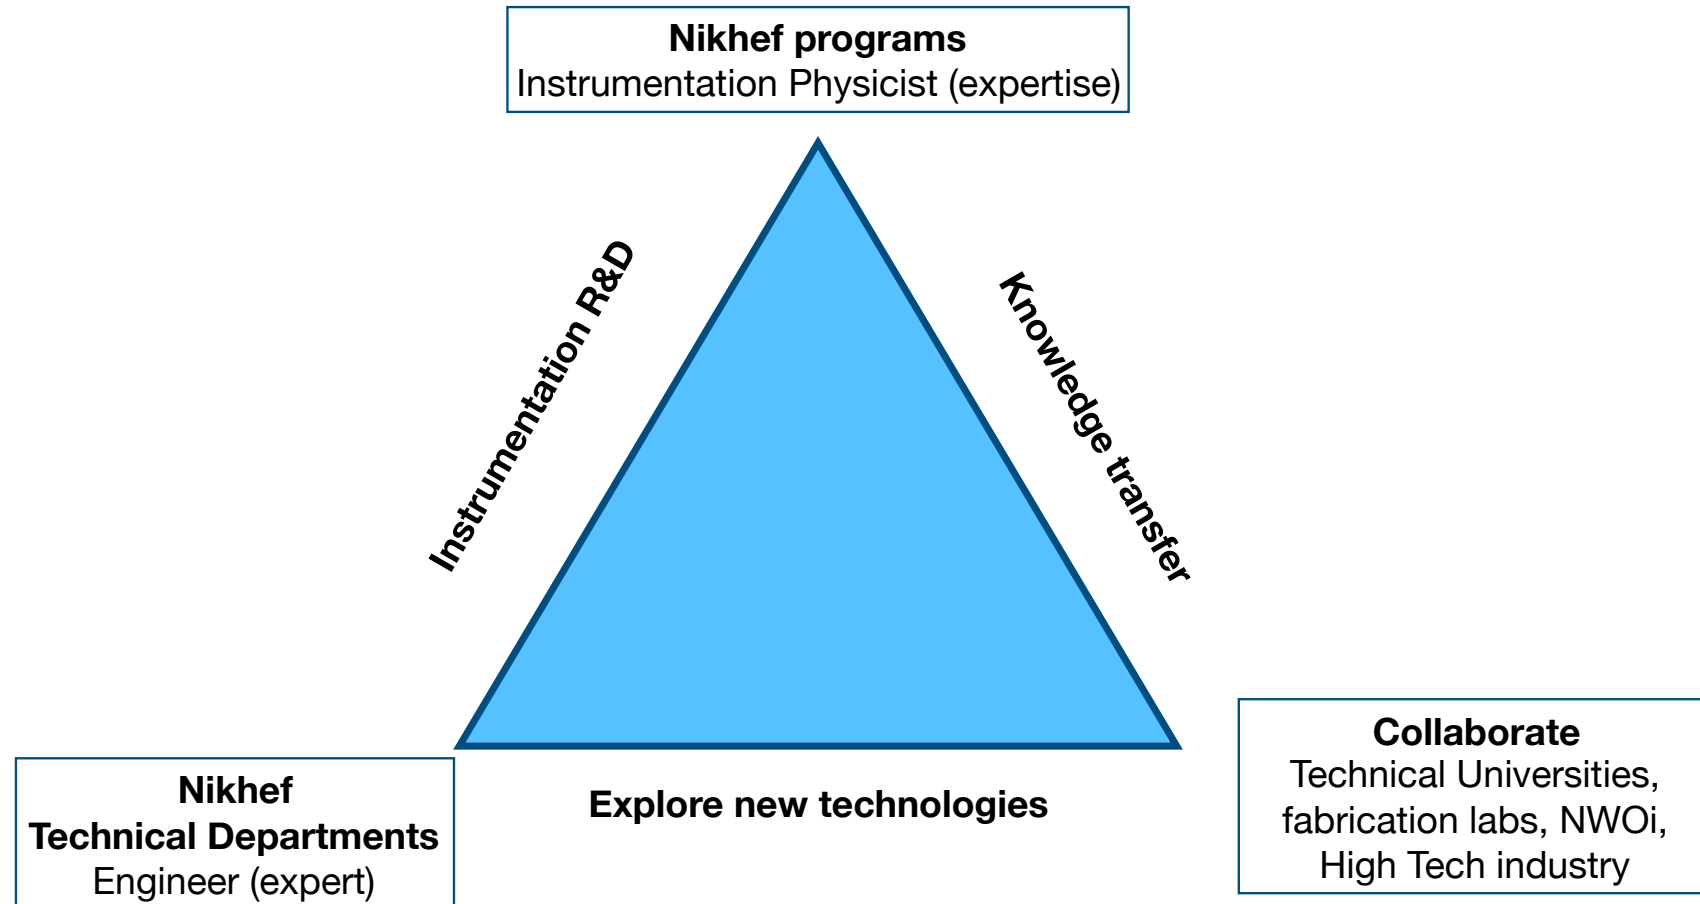 Nikhef programs
Instrumentation Physicist (expertise)
Instrumentation R&D
Knowledge transfer
Nikhef
Technical Departments
Engineer (expert)
Explore new technologies
Collaborate
Technical Universities,
fabrication labs, NWOi,
High Tech industry